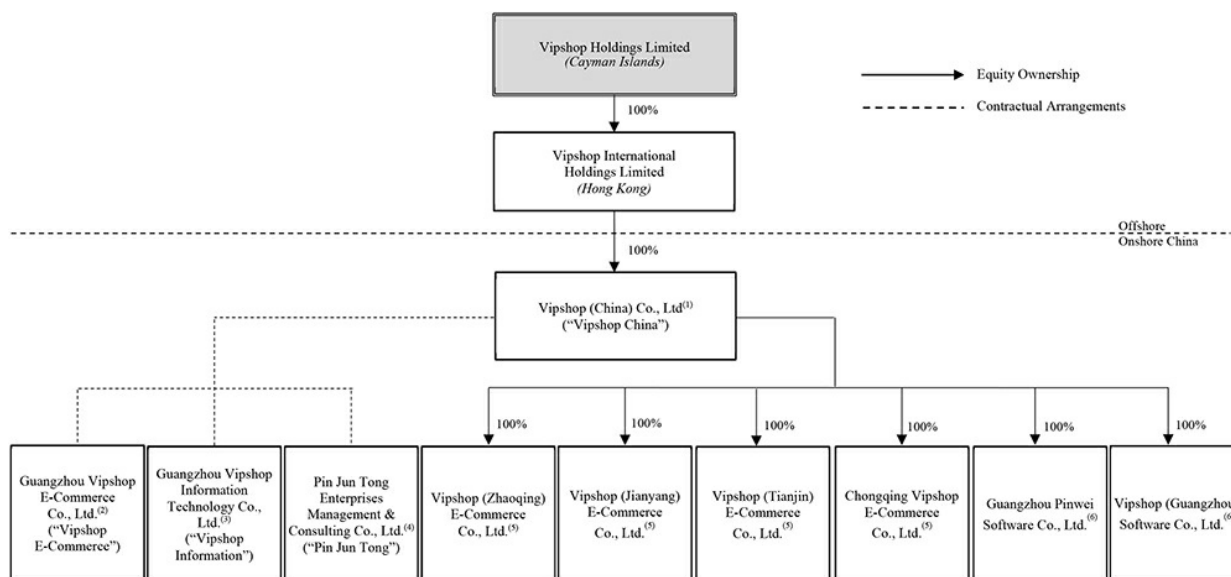 Vipshop Holdings Limited
(Cayman Islands)
Equity Ownership
Contractual Arrangements
100%
Vipshop International
Holdings Limited
(Hong Kong)
Offshore
Onshore China
100%
Vipshop (China) Co., Ltd(1)
(“Vipshop China”)
100%
100%
100%
100%
100%
100%
Guangzhou Vipshop
E-Commerce
Co., Ltd.(2)
(“Vipshop
E-Commerce”)
Guangzhou Vipshop
Information
Technology Co.,
Ltd.(3)
(“Vipshop
Information”)
Pin Jun Tong
Enterprises
Management &
Consulting Co., Ltd.(4)
(“Pin Jun Tong”)
Vipshop (Zhaoqing)
E-Commerce
Co., Ltd.(5)
Vipshop (Jianyang)
E-Commerce
Co., Ltd.(5)
Vipshop (Tianjin)
E-Commerce
Co., Ltd.(5)
Chongqing Vipshop
E-Commerce
Co., Ltd.(5)
Guangzhou Pinwei
Software Co., Ltd.(6)
Vipshop (Guangzhou
Software Co., Ltd.(6